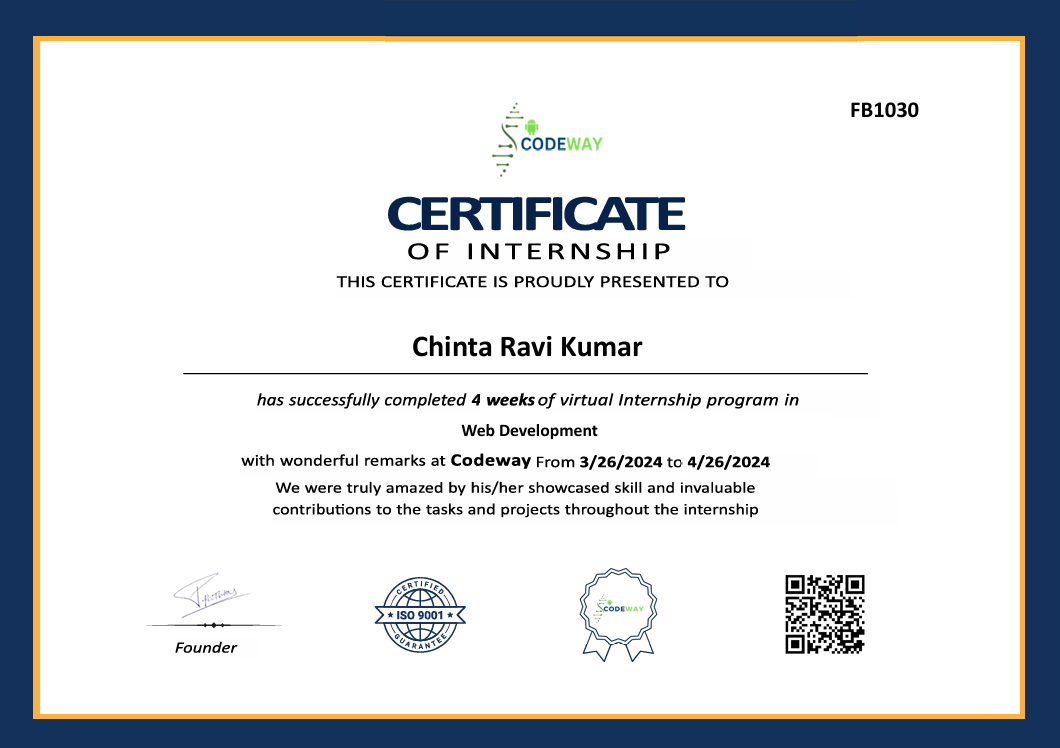 FB1030
CODEWAY
CERTIFICATE
OF INTERNSHIP
THIS CERTIFICATE IS PROUDLY PRESENTED TO
Chinta Ravi Kumar
has successfully completed 4 weeks of virtual Internship program in
Web Development
with wonderful remarks at Codeway From 3/26/2024 to 4/26/2024
We were truly amazed by his/her showcased skill and invaluable
contributions to the tasks and projects throughout the internship
Founder
CERTIFIED
ISO 9001
GUARANTEE
CODEWAY